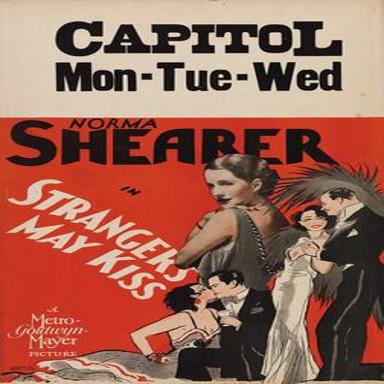 CAPITOL
Mon-Tue-Wed
NORMA
SHEARER
IN
STRANGERS
MAY KISS
A
Metro-
Goldwyn-
Mayer
PICTURE